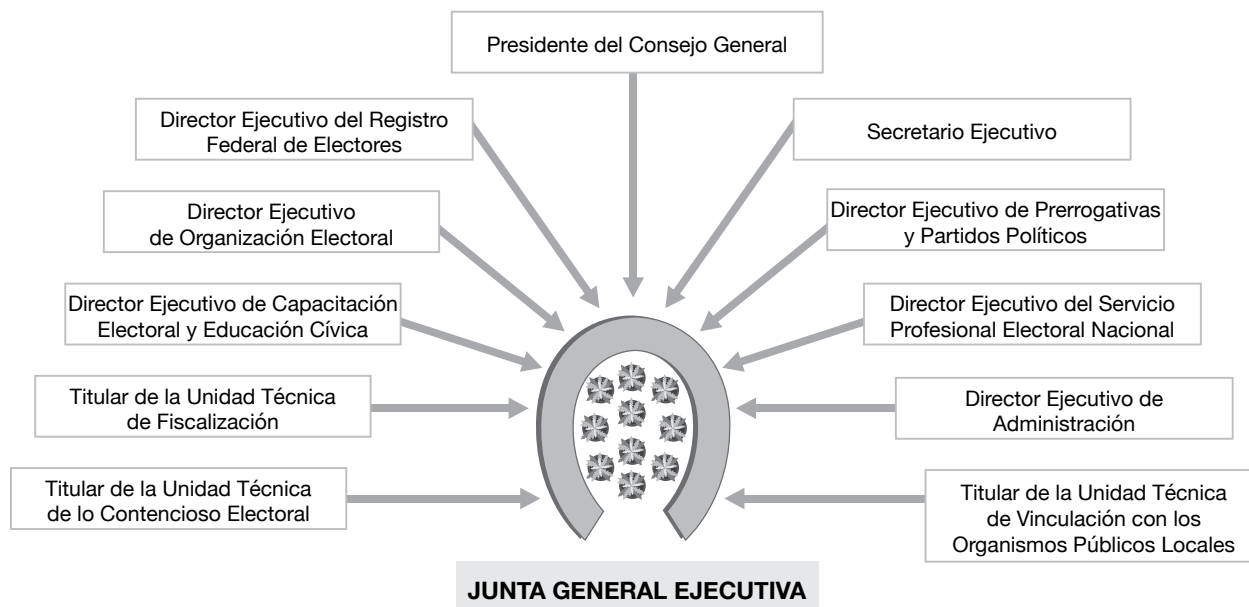 Presidente del Consejo General
Director Ejecutivo del Registro
Federal de Electores
Secretario Ejecutivo
Director Ejecutivo
de Organización Electoral
Director Ejecutivo de Prerrogativas
y Partidos Políticos
Director Ejecutivo de Capacitación
Electoral y Educación Cívica
Director Ejecutivo del Servicio
Profesional Electoral Nacional
Titular de la Unidad Técnica
de Fiscalización
Director Ejecutivo de
Administración
Titular de la Unidad Técnica
de lo Contencioso Electoral
Titular de la Unidad Técnica
de Vinculación con los
Organismos Públicos Locales
JUNTA GENERAL EJECUTIVA